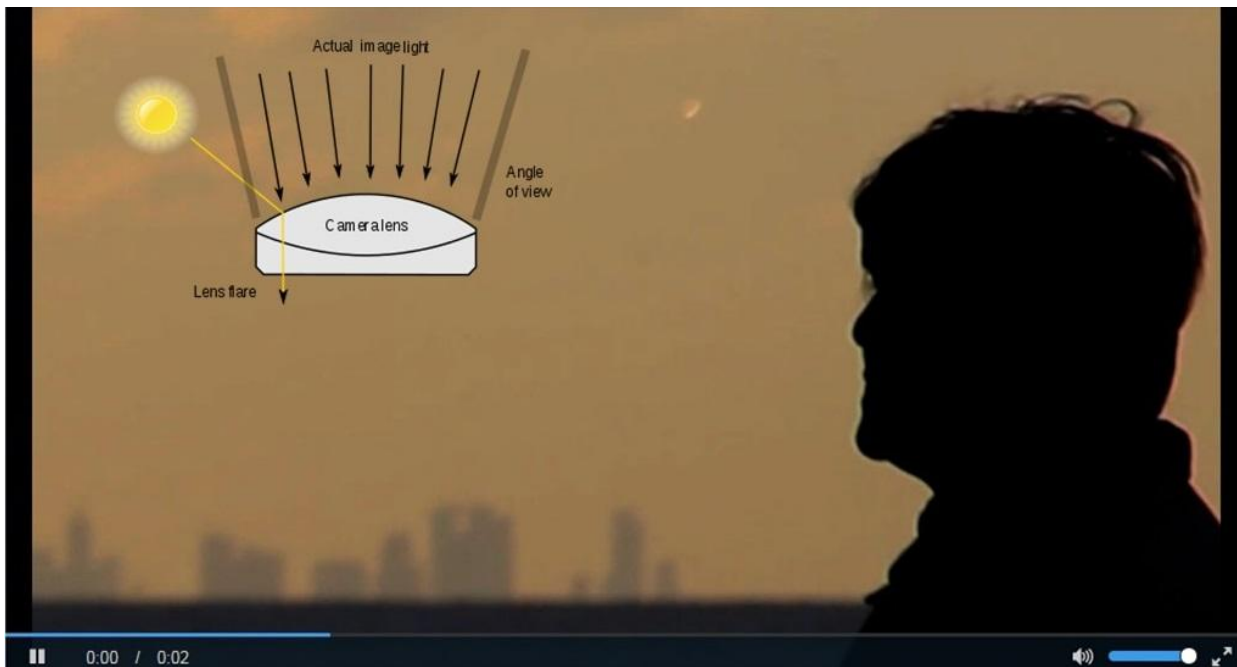 Actual image light
Angle
of view
Camera lens
Lens flare
0:00 / 0:02